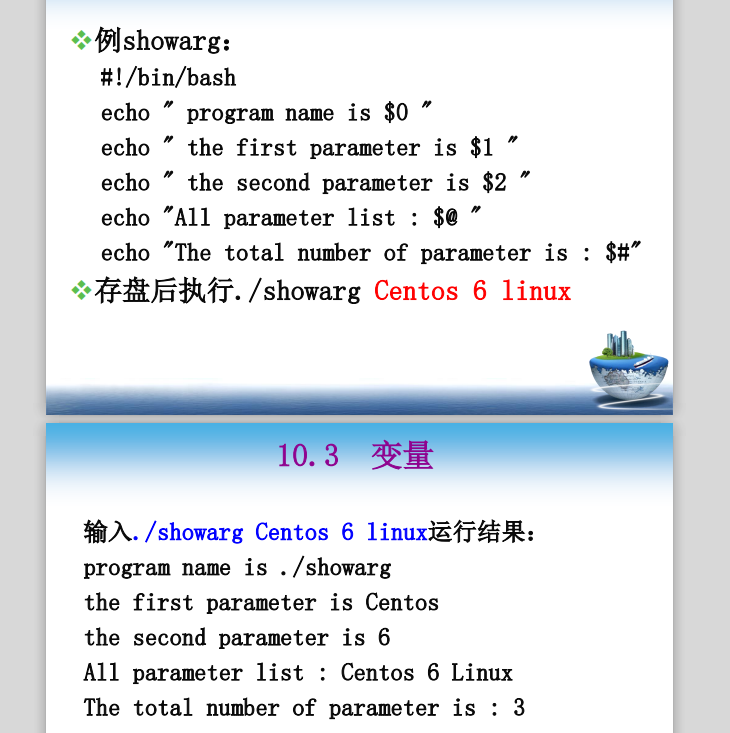 例showarg：
#!/bin/bash
echo " program name is $0 "
echo " the first parameter is $1 "
echo " the second parameter is $2 "
echo "All parameter list : $@ "
echo "The total number of parameter is : $#"
存盘后执行./showarg Centos 6 linux
10.3 变量
输入./showarg Centos 6 linux运行结果：
program name is ./showarg
the first parameter is Centos
the second parameter is 6
All parameter list : Centos 6 Linux
The total number of parameter is : 3